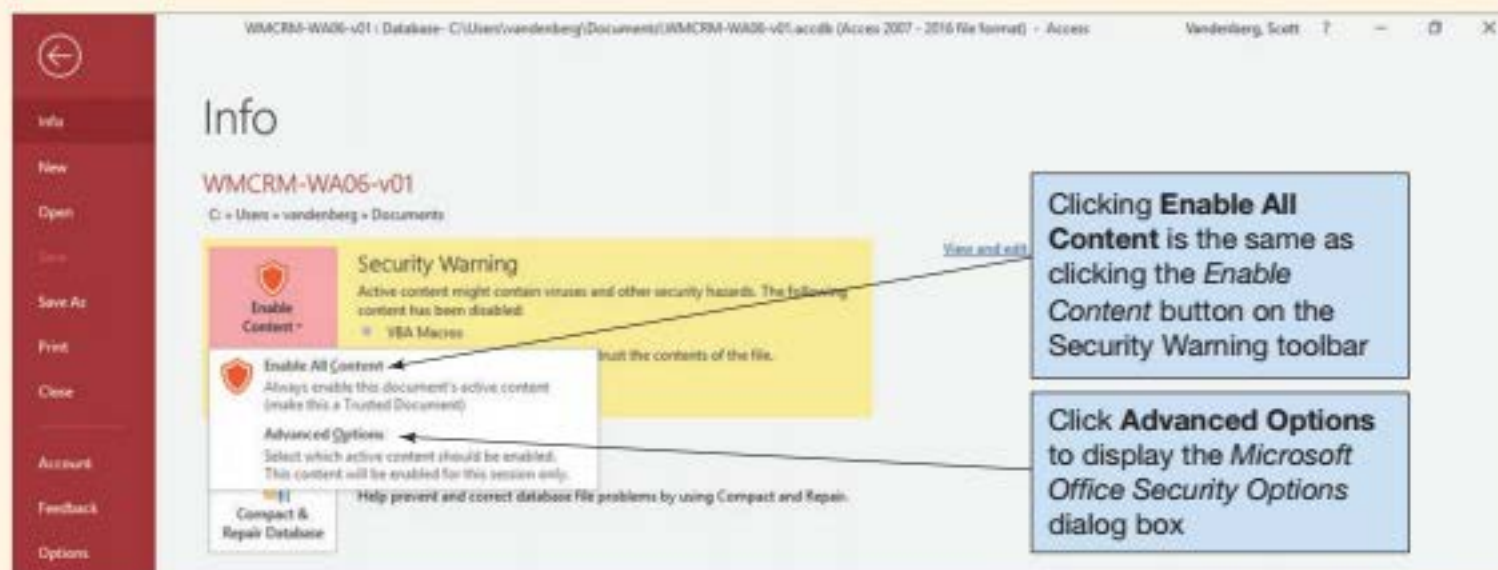 WMCRM-WA06-v01 : Database- C:\Users\vandenberg\Documents\WMCRM-WA06-v01.accdb (Access 2007 - 2016 file format) - Access
Vandenberg, Scott ?
Info
New
Open
Save
Save As
Print
Close
Account
Feedback
Options
Info
WMCRM-WA06-v01
C: » Users » vandenberg » Documents
Enable
Content
Security Warning
Active content might contain viruses and other security hazards. The following
content has been disabled:
VBA Macros
trust the contents of the file.
Enable All Content
Always enable this document's active content
(make this a Trusted Document)
Advanced Options
Select which active content should be enabled.
This content will be enabled for this session only.
Compact &
Repair Database
Help prevent and correct database file problems by using Compact and Repair.
View and edit
Clicking Enable All
Content is the same as
clicking the Enable
Content button on the
Security Warning toolbar
Click Advanced Options
to display the Microsoft
Office Security Options
dialog box